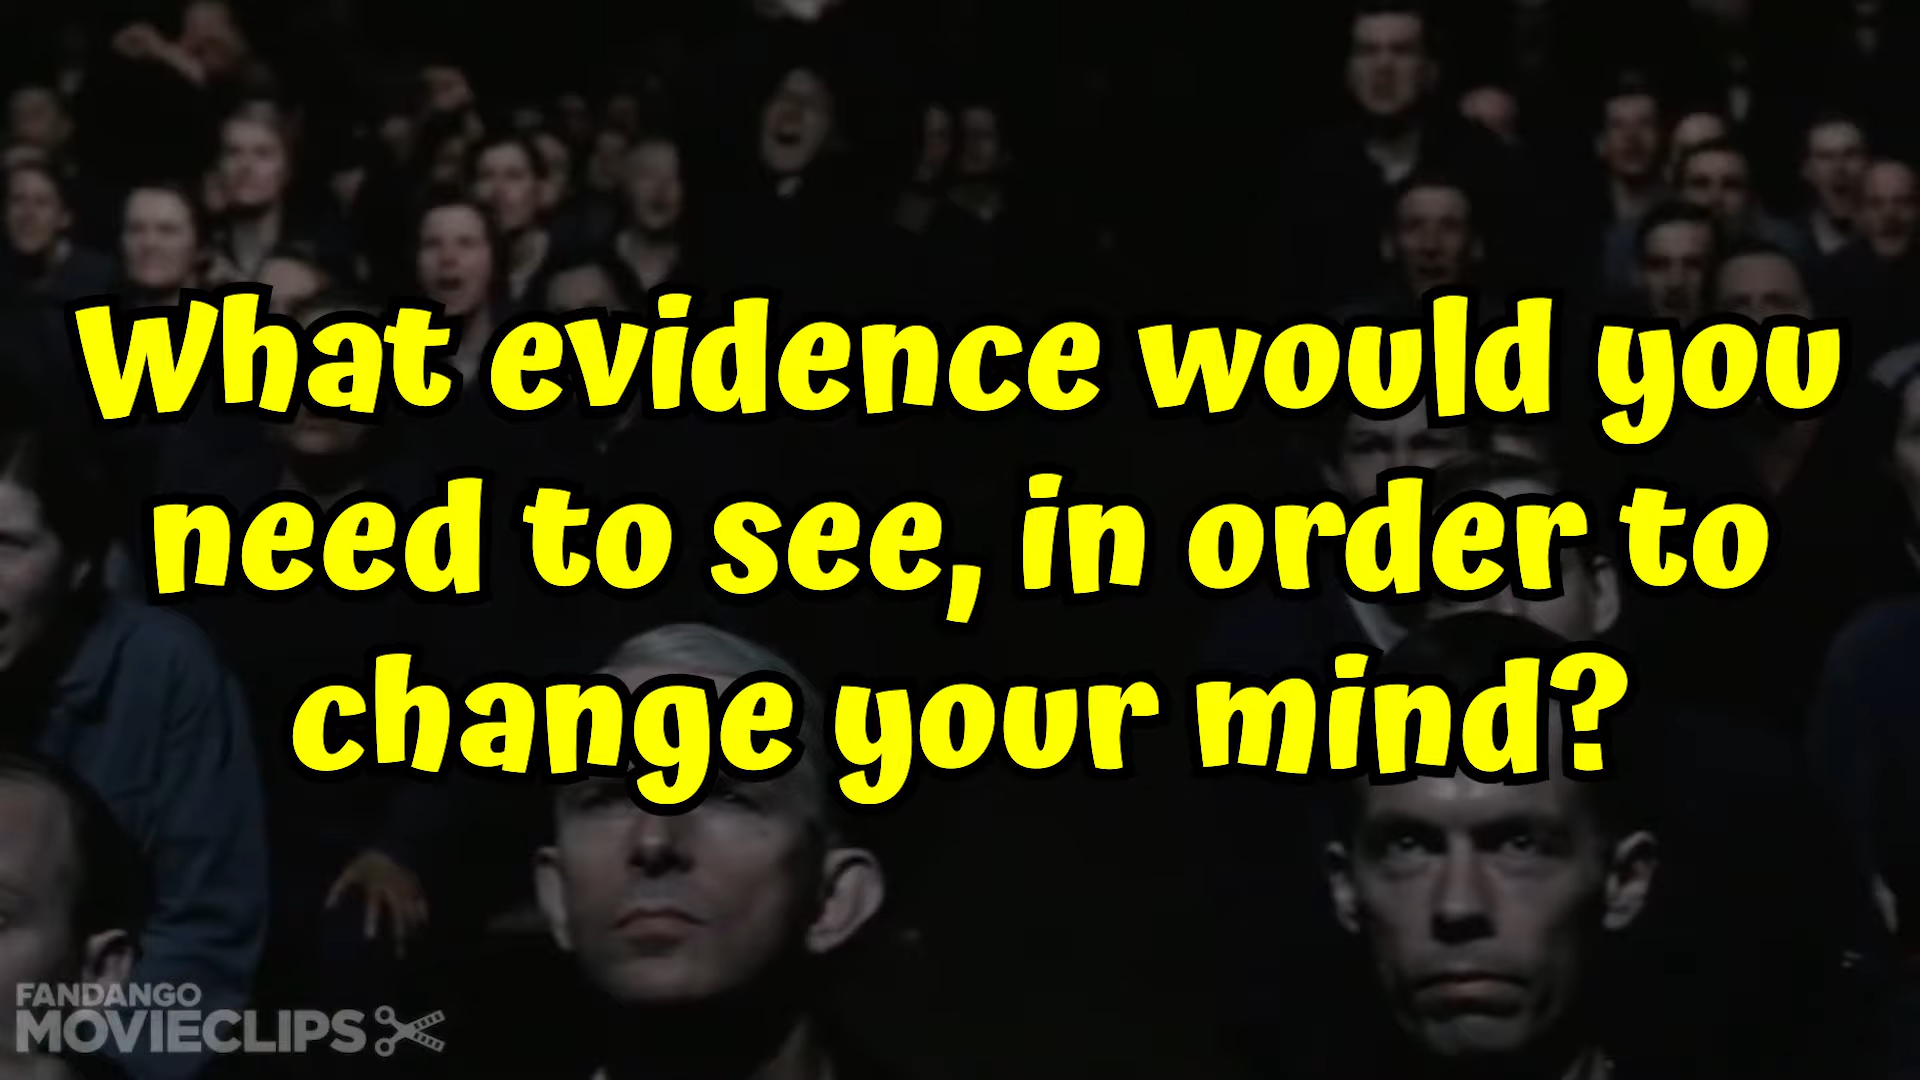 What evidence would you
need to see, in order to
change your mind?
FANDANGO
MOVIECLIPS